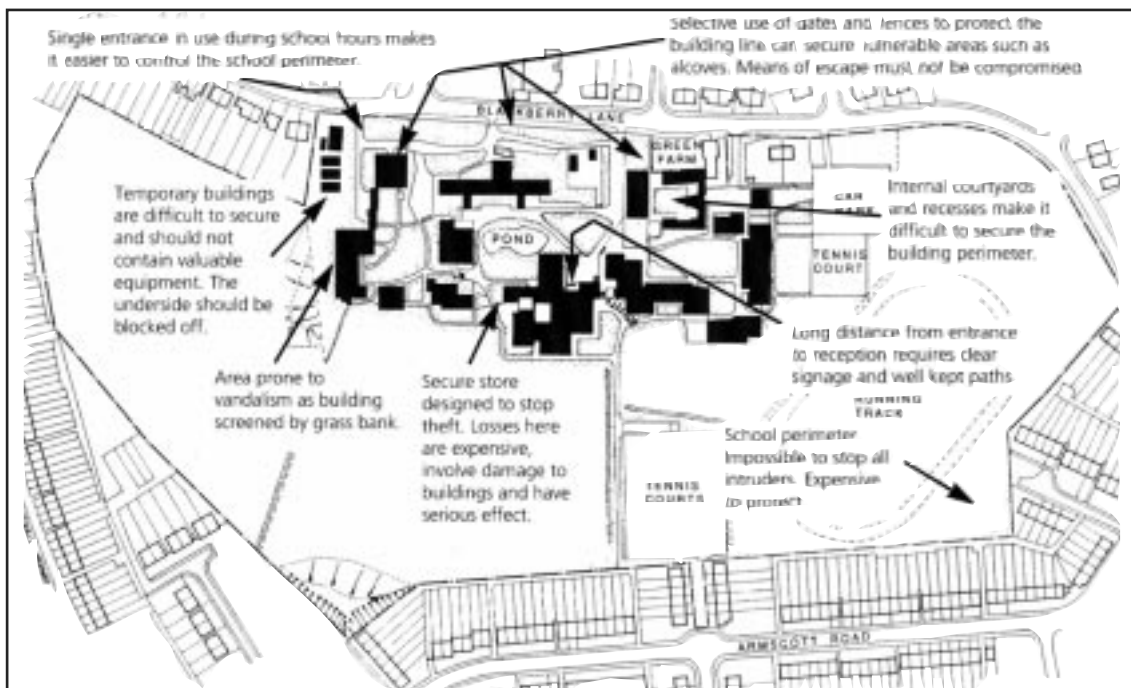 Single entrance in use during school hours makes
it easier to control the school perimeter.
Selective use of gates and fences to protect the
building line can secure vulnerable areas such as
alcoves. Means of escape must not be compromised
BLACKBERRY LANE
GREEN
FARM
Temporary buildings
are difficult to secure
and should not
contain valuable
equipment. The
underside should be
blocked off.
POND
CAR
Internal courtyards
and recesses make it
difficult to secure the
building perimeter.
TENNIS
COURT
Long distance from entrance
to reception requires clear
signage and well kept paths
RUNNING
TRACK
Area prone to
vandalism as building
screened by grass bank.
Secure store
designed to stop
theft. Losses here
are expensive,
involve damage to
buildings and have
serious effect.
School perimeter
Impossible to stop all
intruders. Expensive
to protect
TENNIS
COURTS
ARMSCOTT ROAD